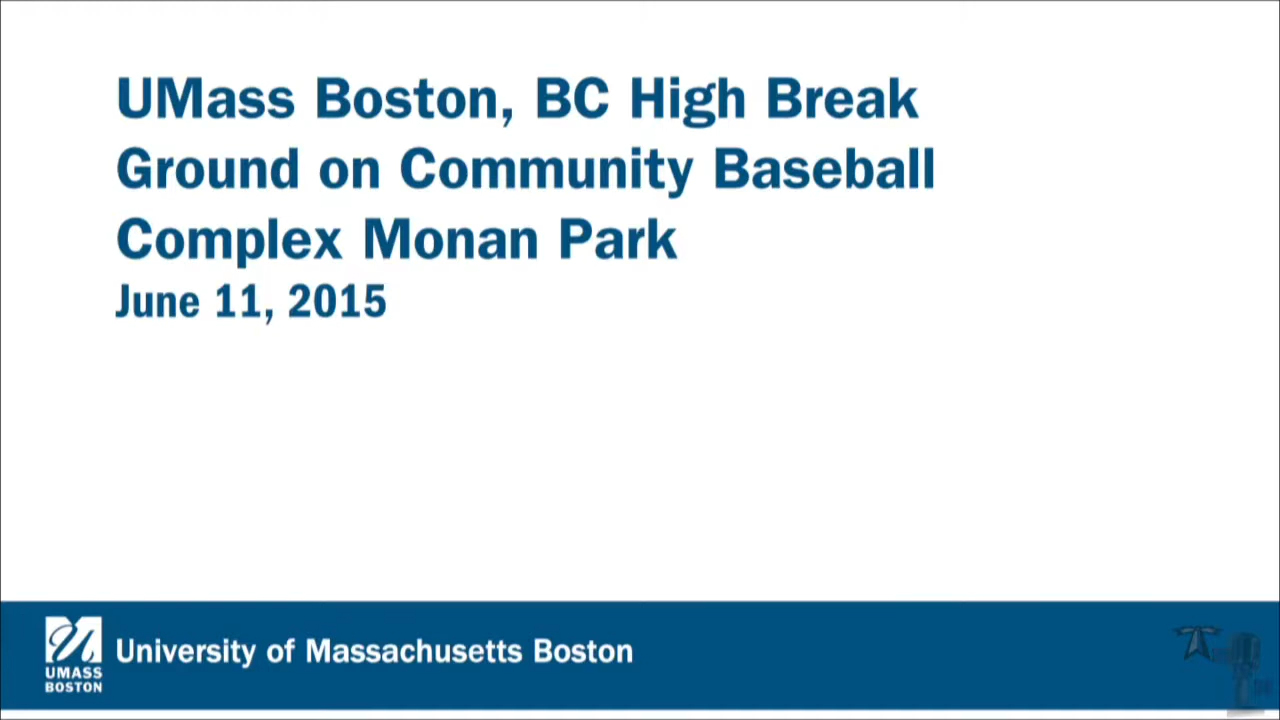 UMass Boston, BC High Break
Ground on Community Baseball
Complex Monan Park
June 11, 2015
UMASS
BOSTON
University of Massachusetts Boston